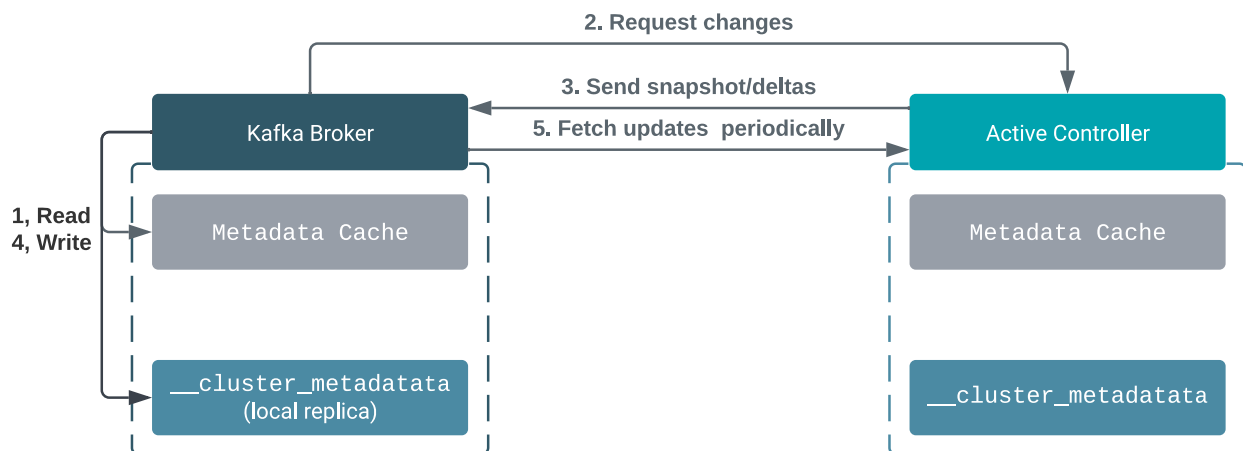 2. Request changes
3. Send snapshot/deltas
Kafka Broker
Active Controller
5. Fetch updates periodically
1, Read
4, Write
Metadata Cache
Metadata Cache
__cluster_metadatata
(local replica)
__cluster_metadatata